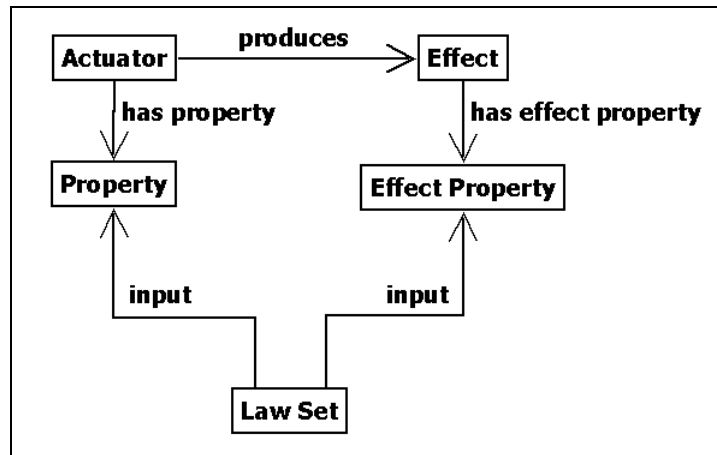 produces
Actuator
Effect
has property
has effect property
Property
Effect Property
input
input
Law Set